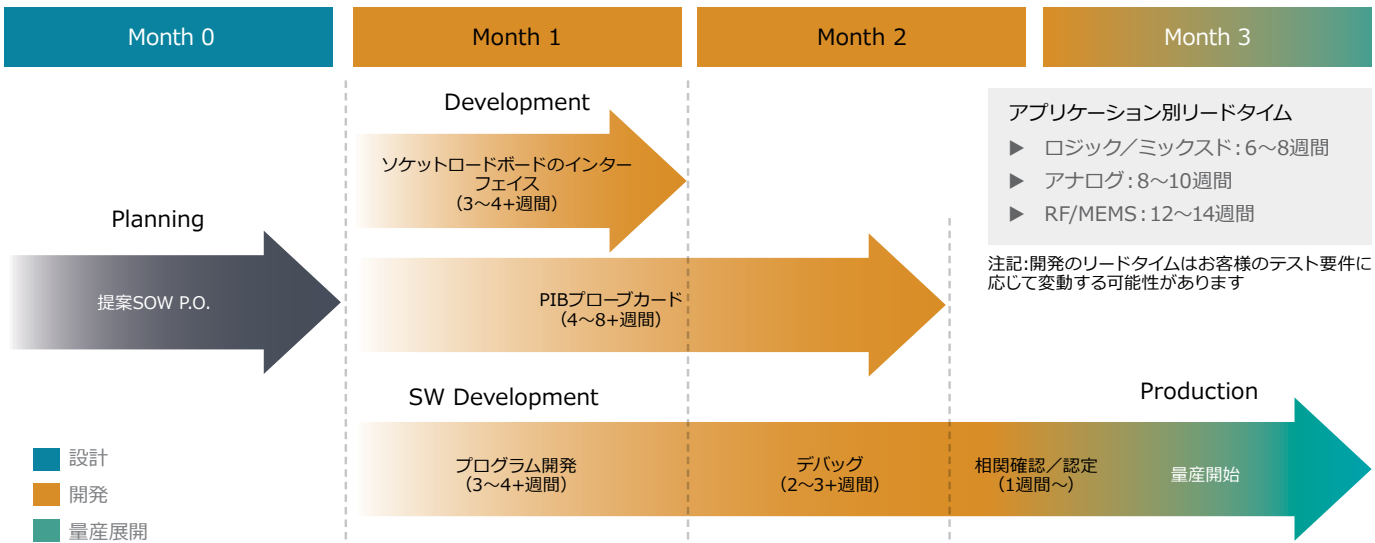 Month 0
Month 1
Month 2
Month 3
Development
ソケットロードボードのインター
フェイス
(3～4+週間)
アプリケーション別リードタイム
▶ ロジック／ミックスド：6～8週間
▶ アナログ：8～10週間
▶ RF/MEMS：12～14週間
注記:開発のリードタイムはお客様のテスト要件に
応じて変動する可能性があります
Planning
提案SOW P.O.
PIBプローブカード
(4～8+週間)
SW Development
Production
プログラム開発
(3～4+週間)
デバッグ
(2～3+週間)
相関確認／認定
(1週間～)
量産開始
設計
開発
量産展開